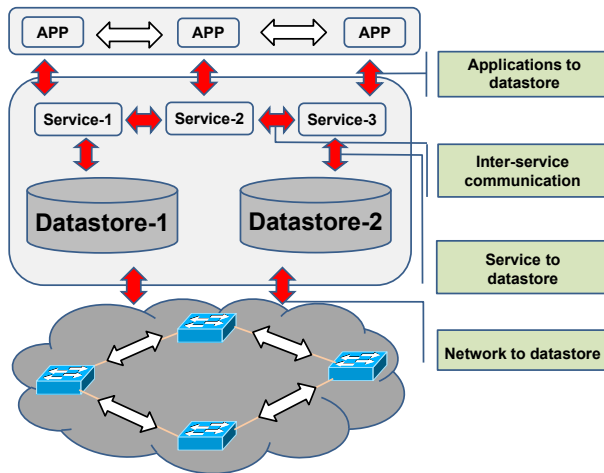 APP
APP
APP
Applications to
datastore
Service-1
Service-2
Service-3
Inter-service
communication
Datastore-1
Datastore-2
Service to
datastore
Network to datastore